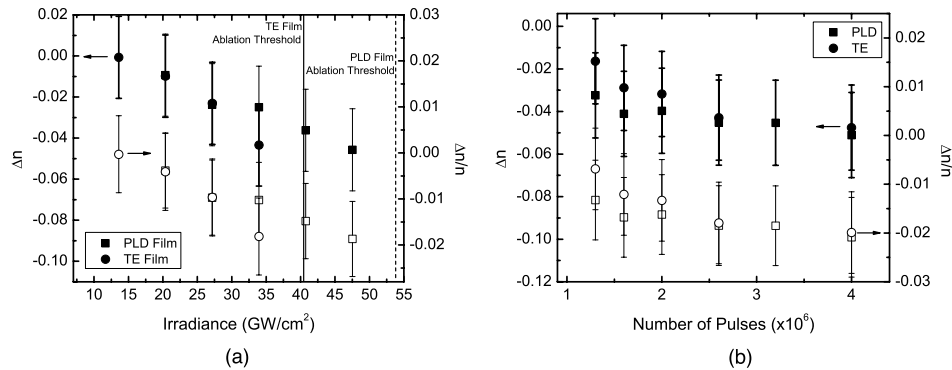 0.00
-0.02
-0.04
-0.06
-0.08
-0.10
Δn
0.03
0.02
0.01
0.00
-0.01
-0.02
Δn/n
TE Film
Ablation Threshold
PLD Film
Ablation Threshold
PLD Film
TE Film
10 15 20 25 30 35 40 45 50 55
Irradiance (GW/cm²)
(a)
-0.00
-0.02
-0.04
-0.06
-0.08
-0.10
-0.12
Δn
0.02
0.01
0.00
-0.01
-0.02
-0.03
Δn/n
PLD
TE
1 2 3 4
Number of Pulses (x10⁶)
(b)